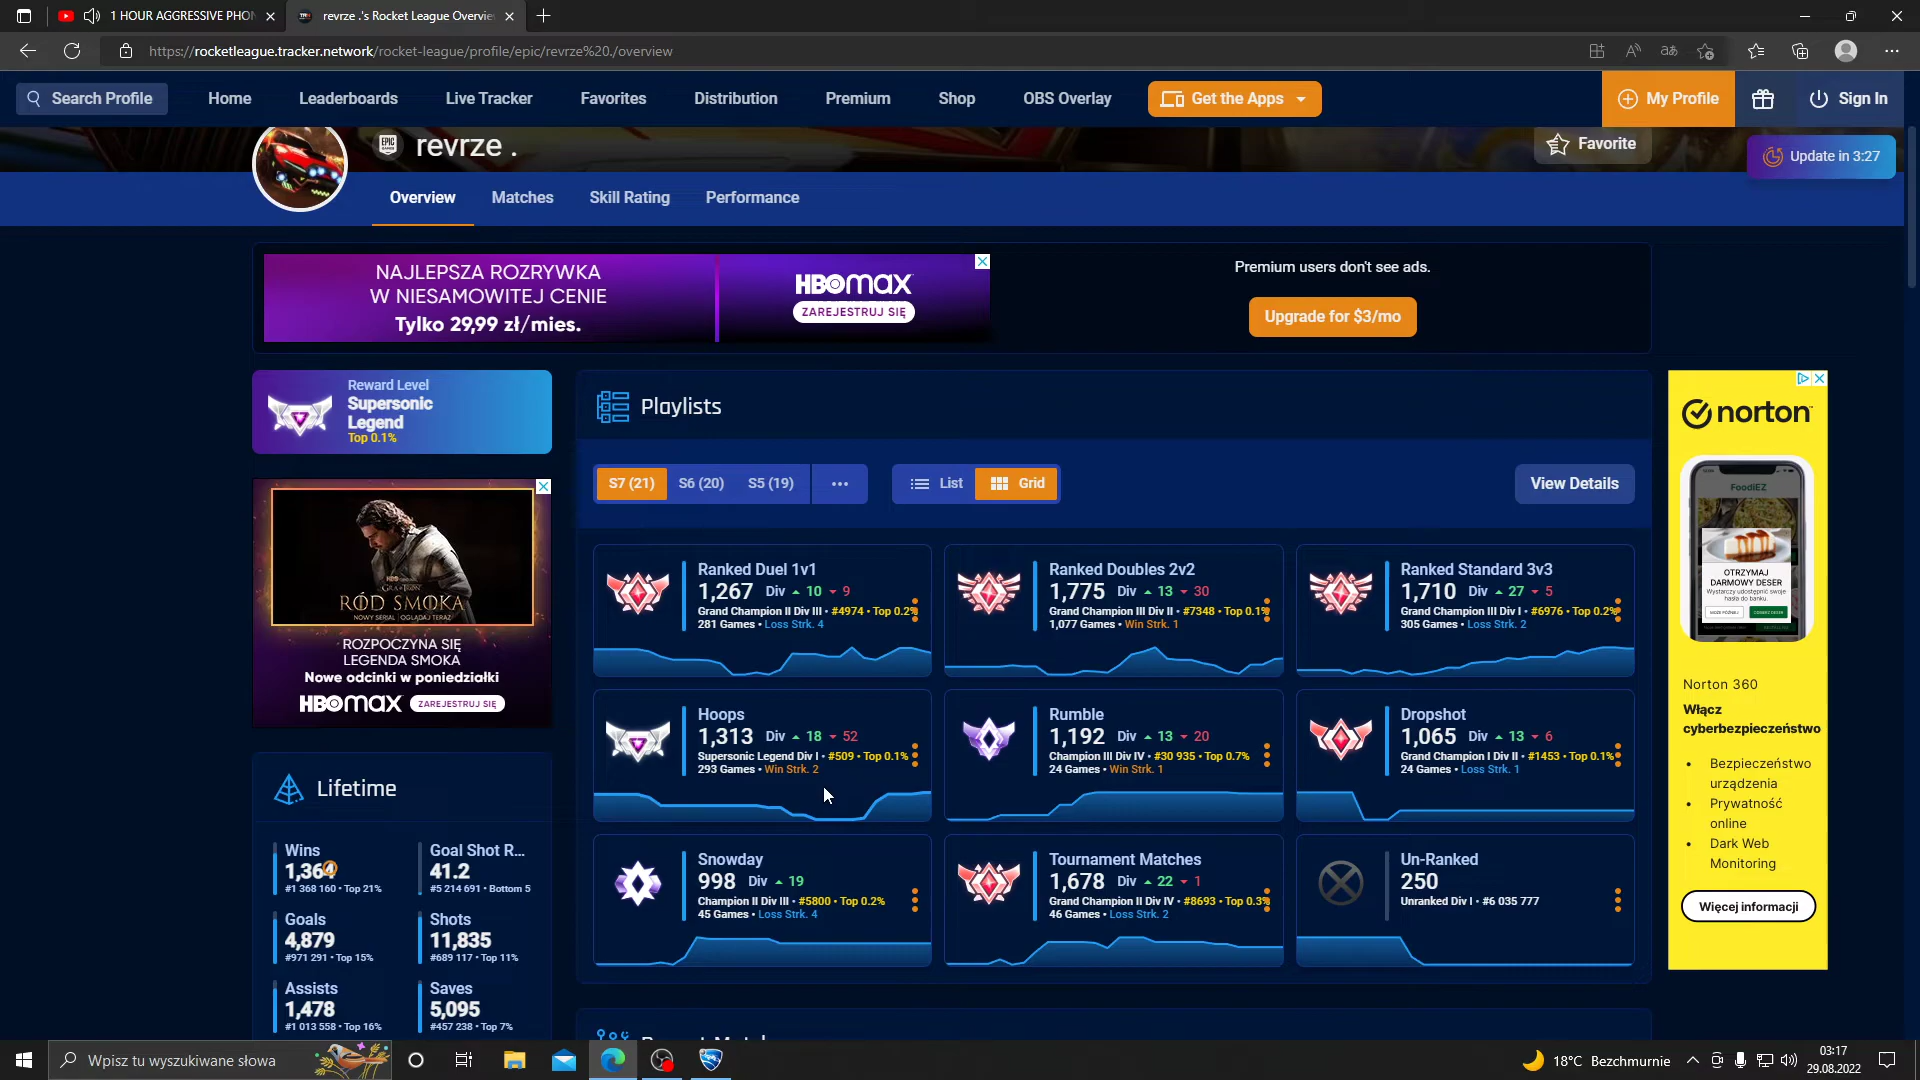 1 HOUR AGGRESSIVE PHON
revrze .'s Rocket League Overvie
https://rocketleague.tracker.network/rocket-league/profile/epic/revrze%20./overview
Search Profile
Home
Leaderboards
Live Tracker
Favorites
Distribution
Premium
Shop
OBS Overlay
Get the Apps
My Profile
Sign In
EPIC GAMES
revrze .
Favorite
Update in 3:27
Overview
Matches
Skill Rating
Performance
NAJLEPSZA ROZRYWKA
W NIESAMOWITEJ CENIE
Tylko 29,99 zł/mies.
HBOMAX
ZAREJESTRUJ SIĘ
Premium users don't see ads.
Upgrade for $3/mo
Reward Level
Supersonic
Legend
Top 0.1%
GRA O TRON
RÓD SMOKA
NOWY SERIAL | OGLĄDAJ TERAZ
ROZPOCZYNA SIĘ
LEGENDA SMOKA
Nowe odcinki w poniedziałki
HBOMAX ZAREJESTRUJ SIĘ
Lifetime
Wins
1,364
#1 368 160 • Top 21%
Goal Shot R...
41.2
#5 214 691 • Bottom 5
Goals
4,879
#971 291 • Top 15%
Shots
11,835
#689 117 • Top 11%
Assists
1,478
#1 013 558 • Top 16%
Saves
5,095
#457 238 • Top 7%
Playlists
S7 (21)
S6 (20)
S5 (19)
List
Grid
View Details
Ranked Duel 1v1
1,267 Div 10 9
Grand Champion II Div III • #4974 • Top 0.2%
281 Games • Loss Strk. 4
Ranked Doubles 2v2
1,775 Div 13 30
Grand Champion III Div II • #7348 • Top 0.1%
1,077 Games • Win Strk. 1
Ranked Standard 3v3
1,710 Div 27 5
Grand Champion III Div I • #6976 • Top 0.2%
305 Games • Loss Strk. 2
Hoops
1,313 Div 18 52
Supersonic Legend Div I • #509 • Top 0.1%
293 Games • Win Strk. 2
Rumble
1,192 Div 13 20
Champion III Div IV • #30 935 • Top 0.7%
24 Games • Win Strk. 1
Dropshot
1,065 Div 13 6
Grand Champion I Div II • #1453 • Top 0.1%
24 Games • Loss Strk. 1
Snowday
998 Div 19
Champion II Div III • #5800 • Top 0.2%
45 Games • Loss Strk. 4
Tournament Matches
1,678 Div 22 1
Grand Champion II Div IV • #8693 • Top 0.3%
46 Games • Loss Strk. 2
Un-Ranked
250
Unranked Div I • #6 035 777
norton
FoodiEZ
OTRZYMAJ
DARMOWY DESER
Norton 360
Włącz
cyberbezpieczeństwo
Bezpieczeństwo
urządzenia
Prywatność
online
Dark Web
Monitoring
Więcej informacji
Wpisz tu wyszukiwane słowa
18°C Bezchmurnie
03:17
29.08.2022